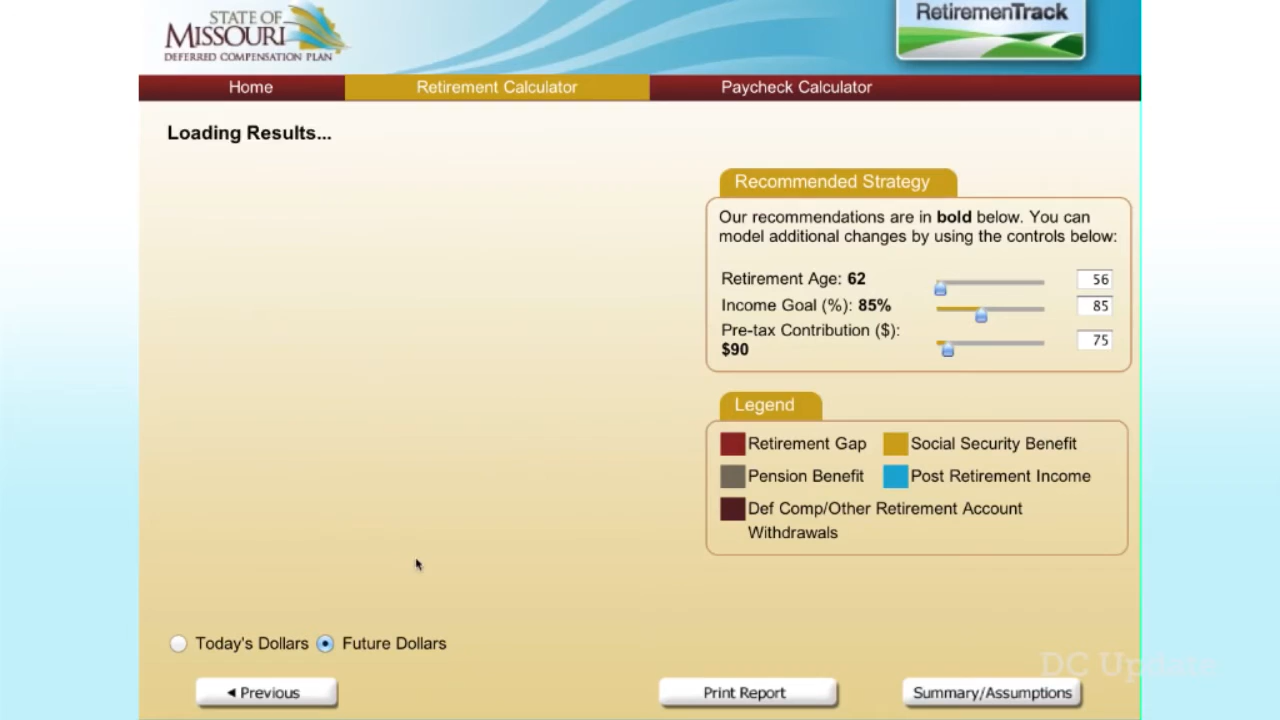 STATE OF
MISSOURI
DEFERRED COMPENSATION PLAN
RetiremenTrack
Home Retirement Calculator Paycheck Calculator
Loading Results...
Recommended Strategy
Our recommendations are in bold below. You can
model additional changes by using the controls below:
Retirement Age: 62 56
Income Goal (%): 85% 85
Pre-tax Contribution ($):
$90 75
Legend
Retirement Gap Social Security Benefit
Pension Benefit Post Retirement Income
Def Comp/Other Retirement Account
Withdrawals
Today's Dollars Future Dollars
DC Update
Previous Print Report Summary/Assumptions